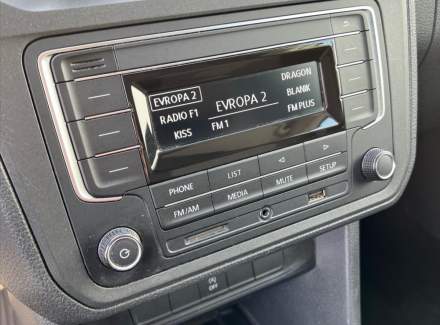 EVROPA 2
RADIO F1
KISS
EVROPA 2
FM 1
DRAGON
BLANIK
FM PLUS
PHONE LIST
FM/AM MEDIA MUTE SETUP
OFF